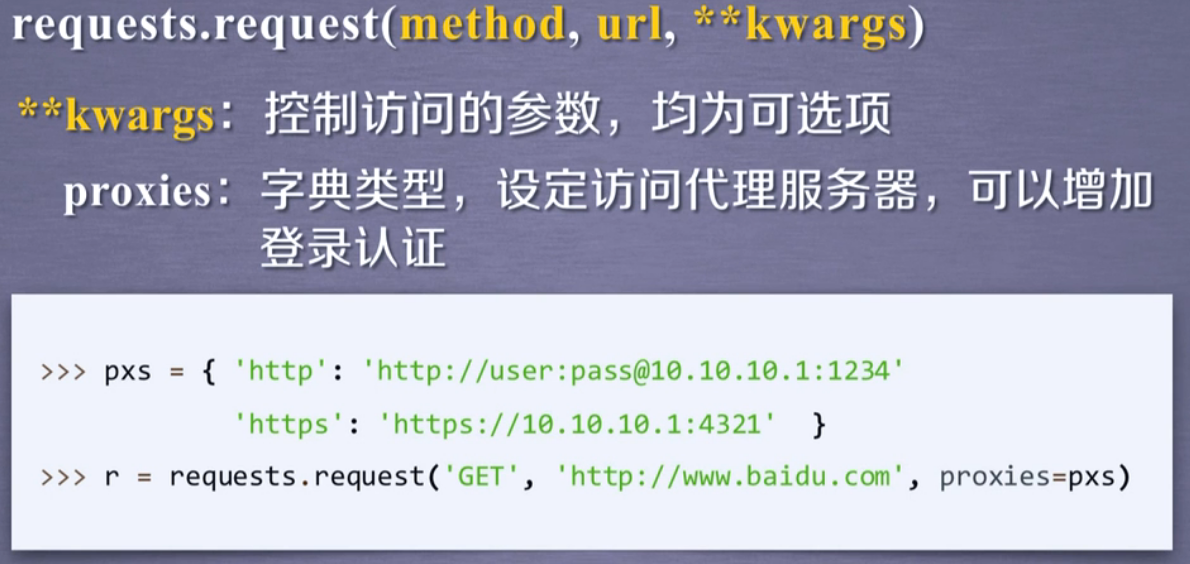 requests.request(method, url, **kwargs)
**kwargs: 控制访问的参数，均为可选项
proxies: 字典类型，设定访问代理服务器，可以增加
登录认证
>>> pxs = { 'http': 'http://user:pass@10.10.10.1:1234'
'https': 'https://10.10.10.1:4321' }
>>> r = requests.request('GET', 'http://www.baidu.com', proxies=pxs)